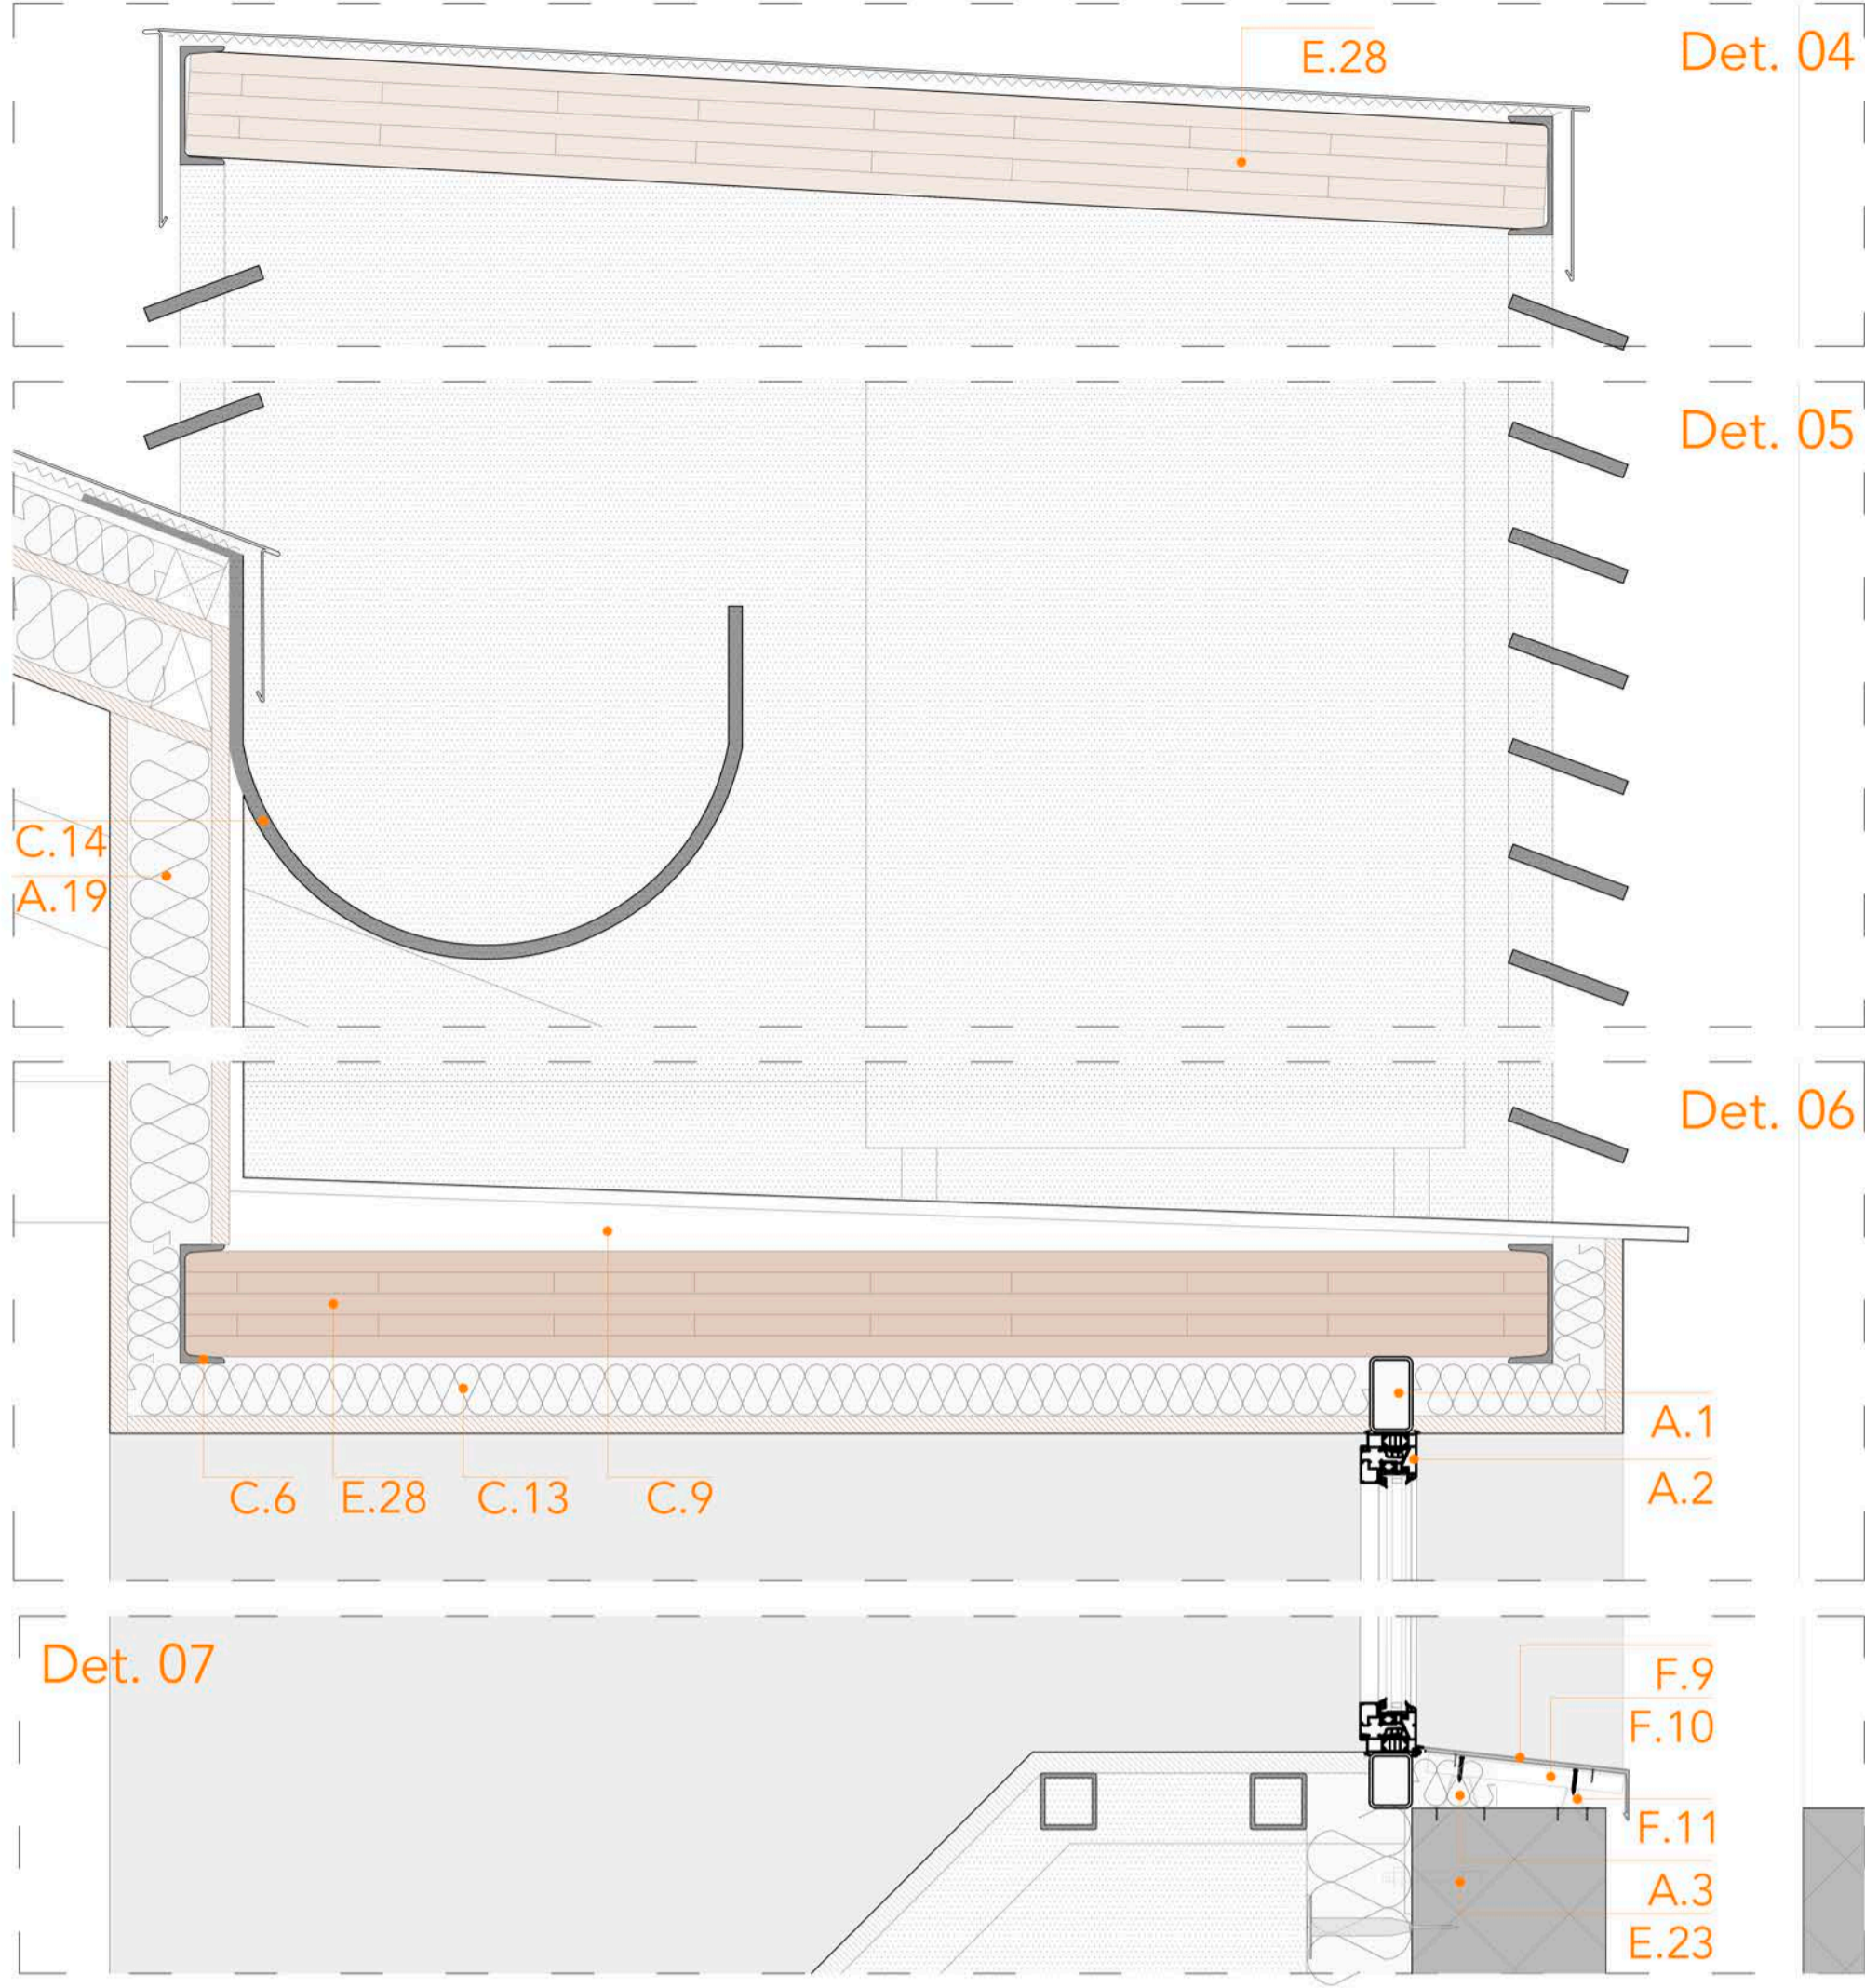 E.28
Det. 04
Det. 05
C.14
A.19
Det. 06
A.1
A.2
C.6 E.28 C.13 C.9
Det. 07
F.9
F.10
F.11
A.3
E.23